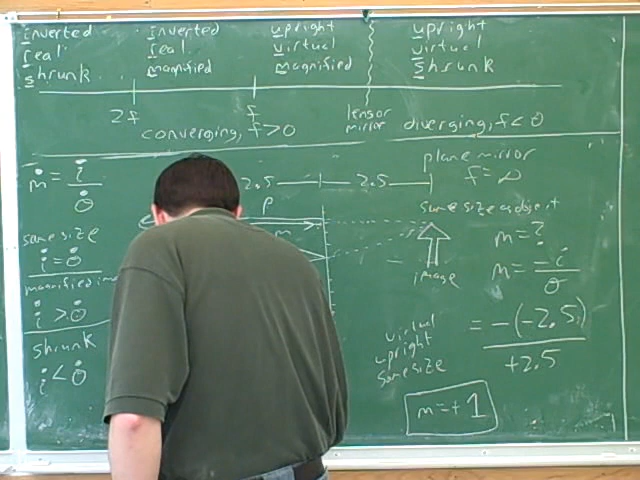 inverted
real
shrunk
inverted
real
magnified
upright
virtual
magnified
upright
virtual
shrunk
2f
f
converging, f>0
lens or
mirror
diverging, f<0
m = i/o
same size
i = o
magnified im
i > o
shrunk
i < o
2.5
2.5
p
m
plane mirror
f = ∞
same size as object
image
virtual
upright
same size
m = ?
m = -i/o
= -(-2.5)/+2.5
m = +1